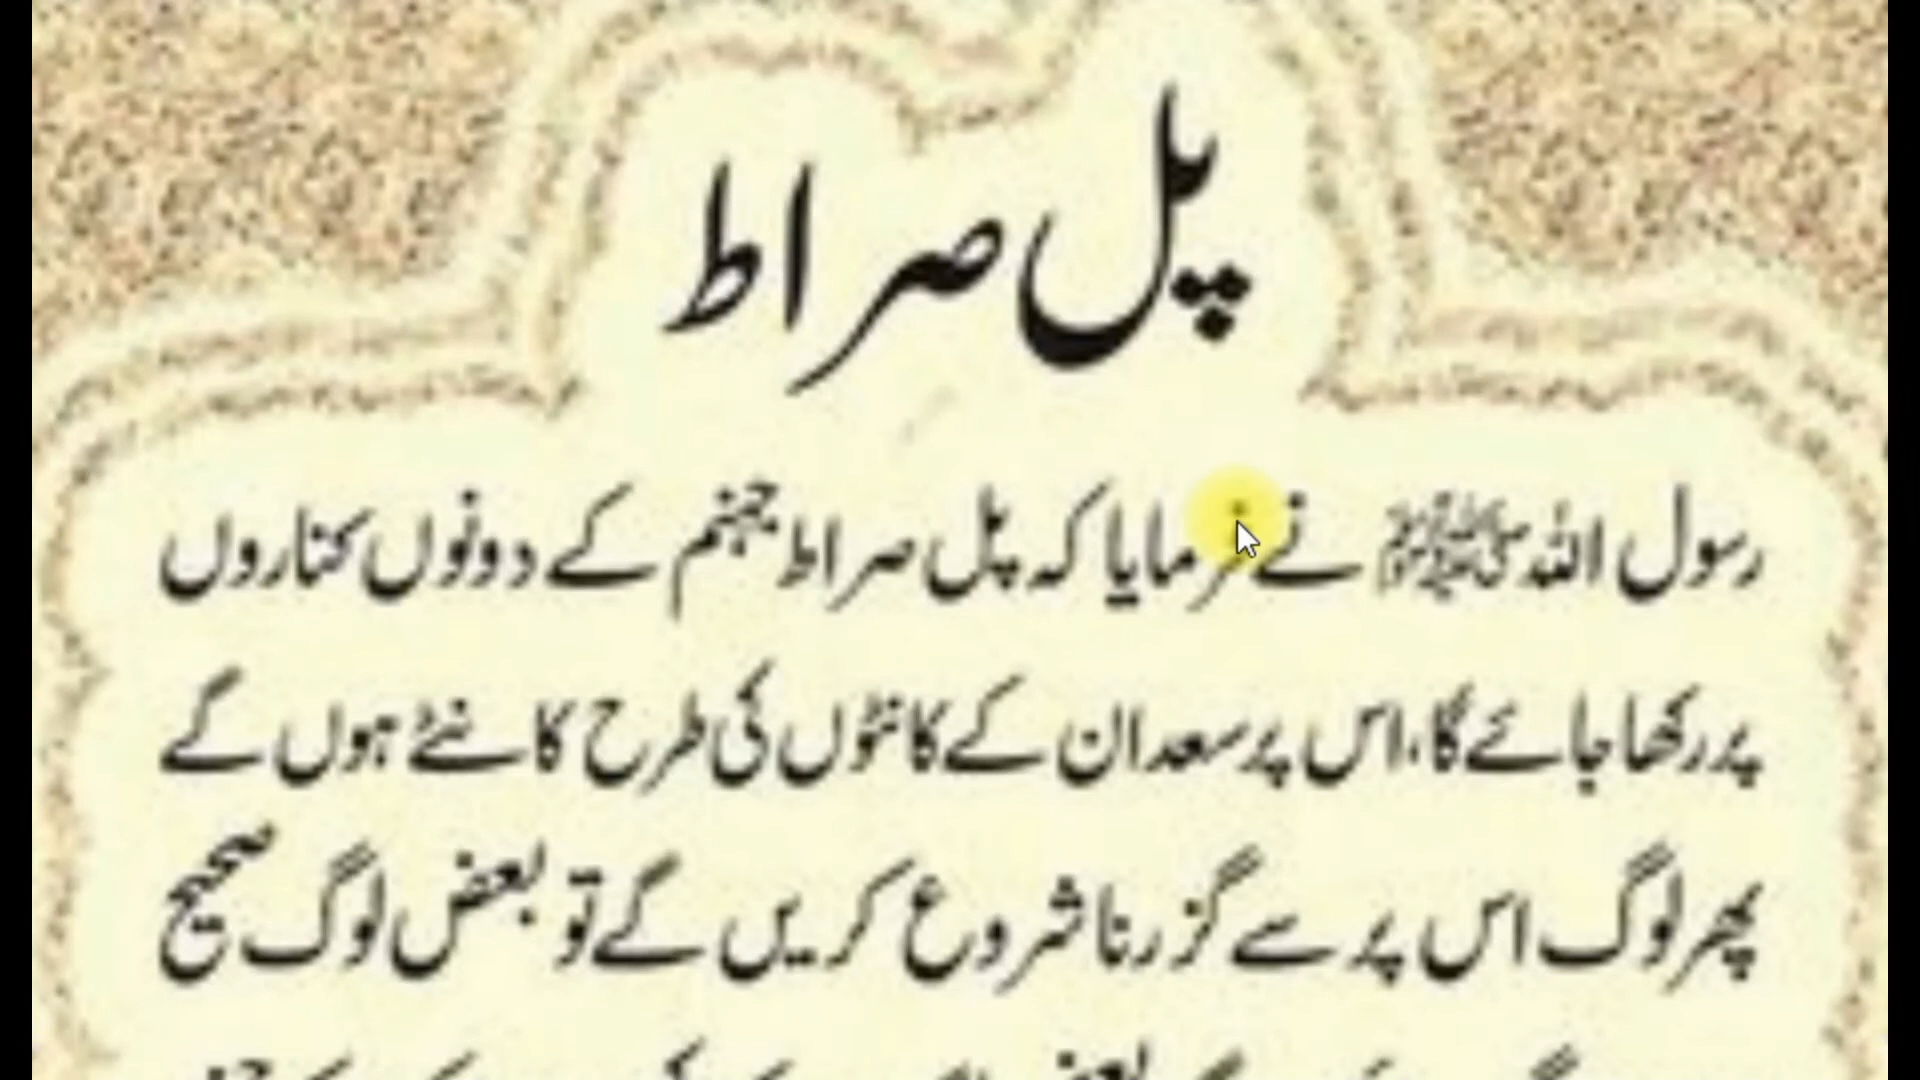 پل صراط
رسول اللہ ﷺ نے فرمایا کہ پل صراط جہنم کے دونوں کناروں
پر رکھا جائے گا، اس پر سعدان کے کانٹوں کی طرح کانٹے ہوں گے
پھر لوگ اس پر سے گزرنا شروع کریں گے تو بعض لوگ صحیح